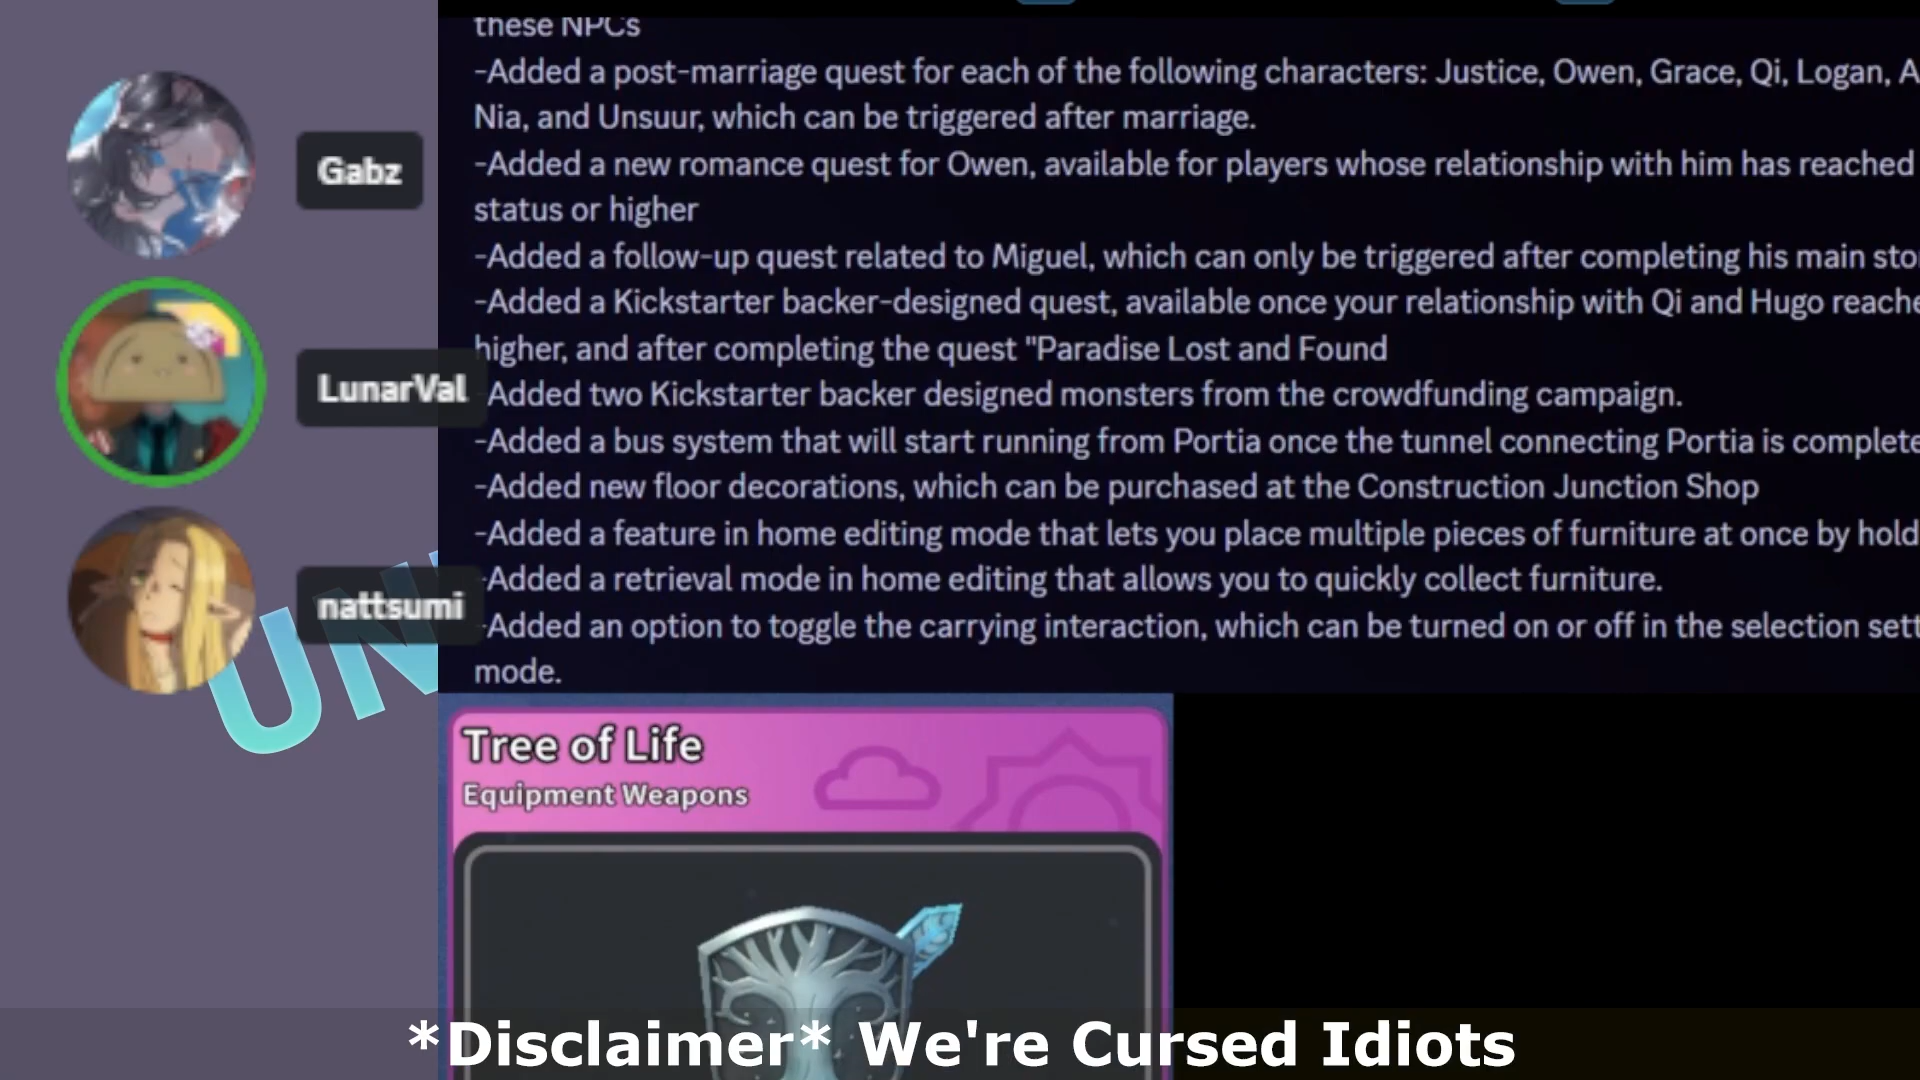 these NPCs
-Added a post-marriage quest for each of the following characters: Justice, Owen, Grace, Qi, Logan, A
Nia, and Unsuur, which can be triggered after marriage.
-Added a new romance quest for Owen, available for players whose relationship with him has reached
status or higher
-Added a follow-up quest related to Miguel, which can only be triggered after completing his main sto
-Added a Kickstarter backer-designed quest, available once your relationship with Qi and Hugo reache
higher, and after completing the quest "Paradise Lost and Found
Added two Kickstarter backer designed monsters from the crowdfunding campaign.
-Added a bus system that will start running from Portia once the tunnel connecting Portia is complete
-Added new floor decorations, which can be purchased at the Construction Junction Shop
-Added a feature in home editing mode that lets you place multiple pieces of furniture at once by hold
-Added a retrieval mode in home editing that allows you to quickly collect furniture.
-Added an option to toggle the carrying interaction, which can be turned on or off in the selection sett
mode.
Gabz
LunarVal
nattsumi
UN
Tree of Life
Equipment Weapons
*Disclaimer* We're Cursed Idiots